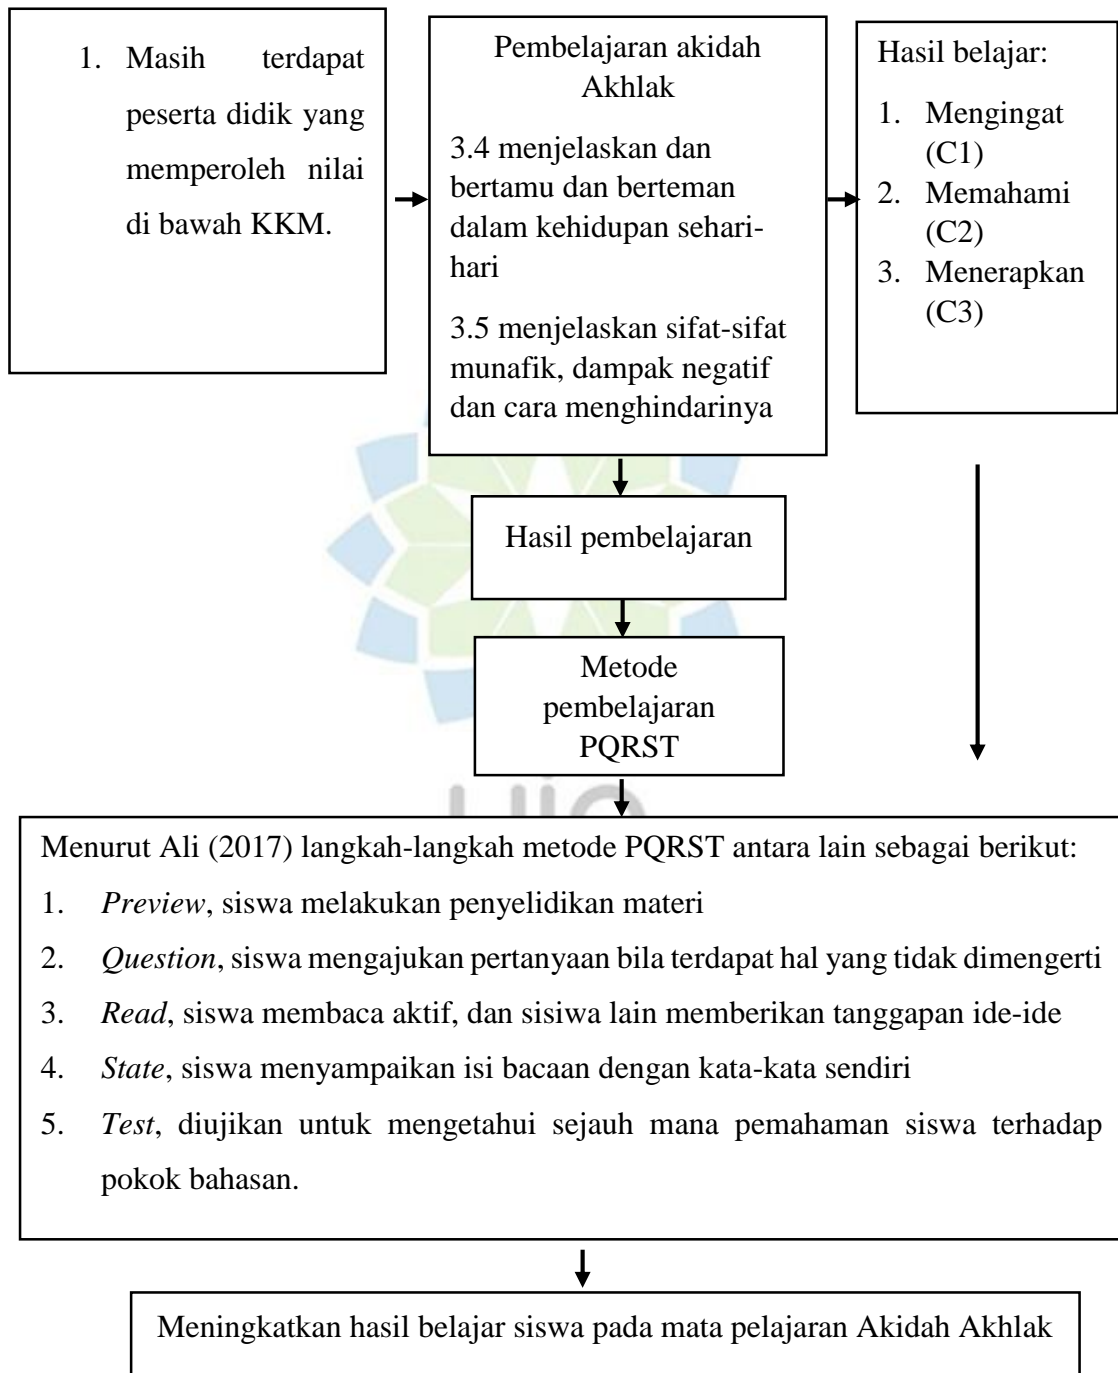 1. Masih terdapat
peserta didik yang
memperoleh nilai
di bawah KKM.
Pembelajaran akidah
Akhlak
3.4 menjelaskan dan
bertamu dan berteman
dalam kehidupan sehari-
hari
3.5 menjelaskan sifat-sifat
munafik, dampak negatif
dan cara menghindarinya
Hasil belajar:
1. Mengingat
(C1)
2. Memahami
(C2)
3. Menerapkan
(C3)
Hasil pembelajaran
Metode
pembelajaran
PQRST
Menurut Ali (2017) langkah-langkah metode PQRST antara lain sebagai berikut:
1. Preview, siswa melakukan penyelidikan materi
2. Question, siswa mengajukan pertanyaan bila terdapat hal yang tidak dimengerti
3. Read, siswa membaca aktif, dan sisiwa lain memberikan tanggapan ide-ide
4. State, siswa menyampaikan isi bacaan dengan kata-kata sendiri
5. Test, diujikan untuk mengetahui sejauh mana pemahaman siswa terhadap
pokok bahasan.
Meningkatkan hasil belajar siswa pada mata pelajaran Akidah Akhlak